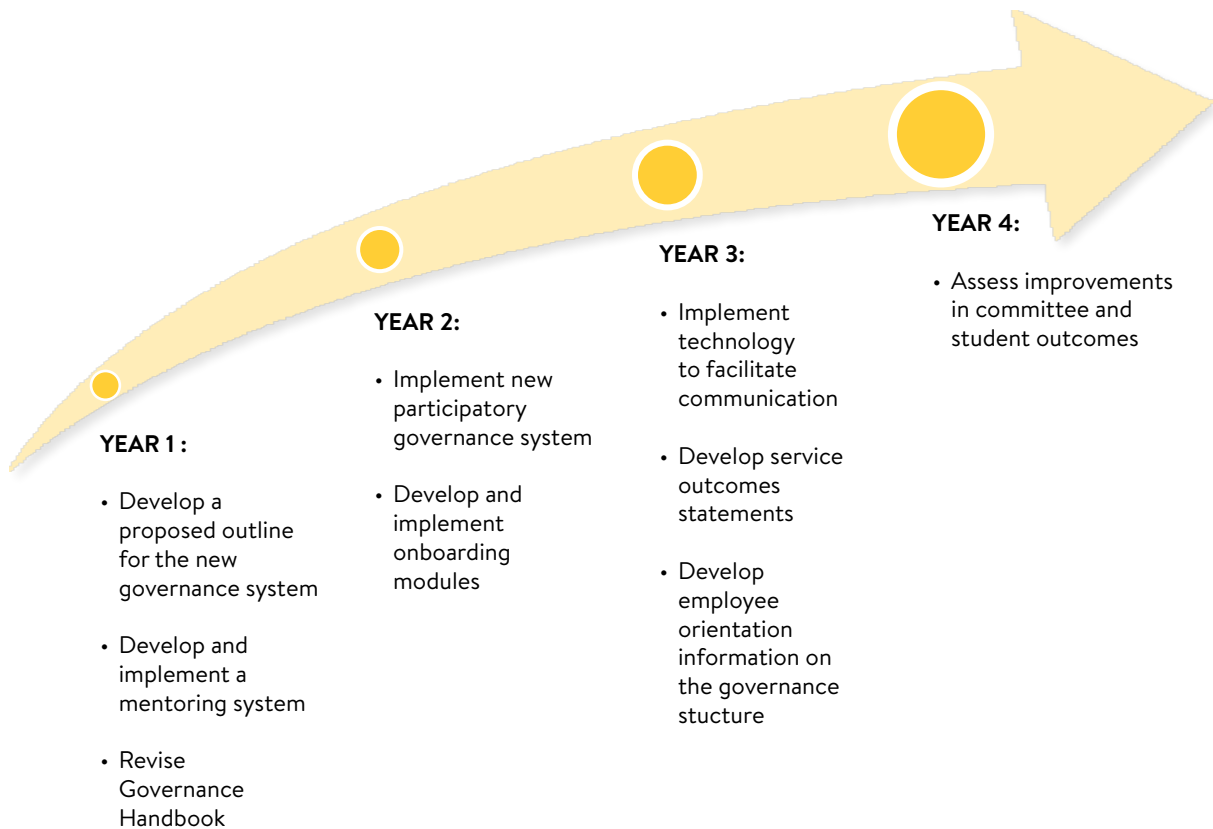 YEAR 1 :
• Develop a
proposed outline
for the new
governance system
• Develop and
implement a
mentoring system
• Revise
Governance
Handbook
YEAR 2:
• Implement new
participatory
governance system
• Develop and
implement
onboarding
modules
YEAR 3:
• Implement
technology
to facilitate
communication
• Develop service
outcomes
statements
• Develop
employee
orientation
information on
the governance
stucture
YEAR 4:
• Assess improvements
in committee and
student outcomes